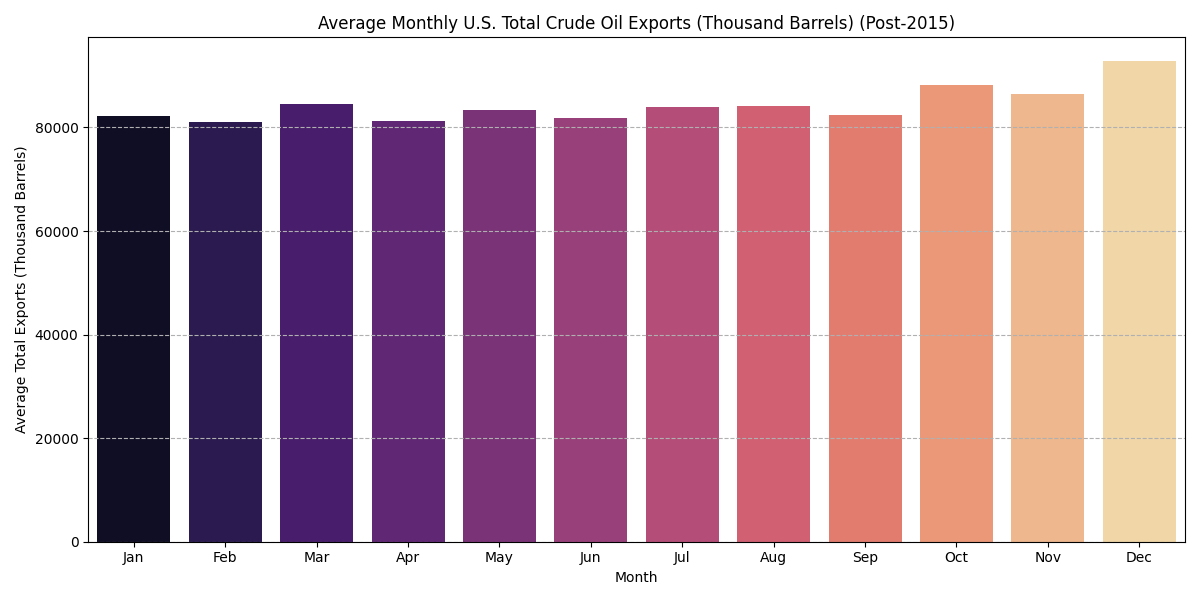 Average Monthly U.S. Total Crude Oil Exports (Thousand Barrels) (Post-2015)
Average Total Exports (Thousand Barrels)
80000
60000
40000
20000
0
Jan Feb Mar Apr May Jun Jul Aug Sep Oct Nov Dec
Month